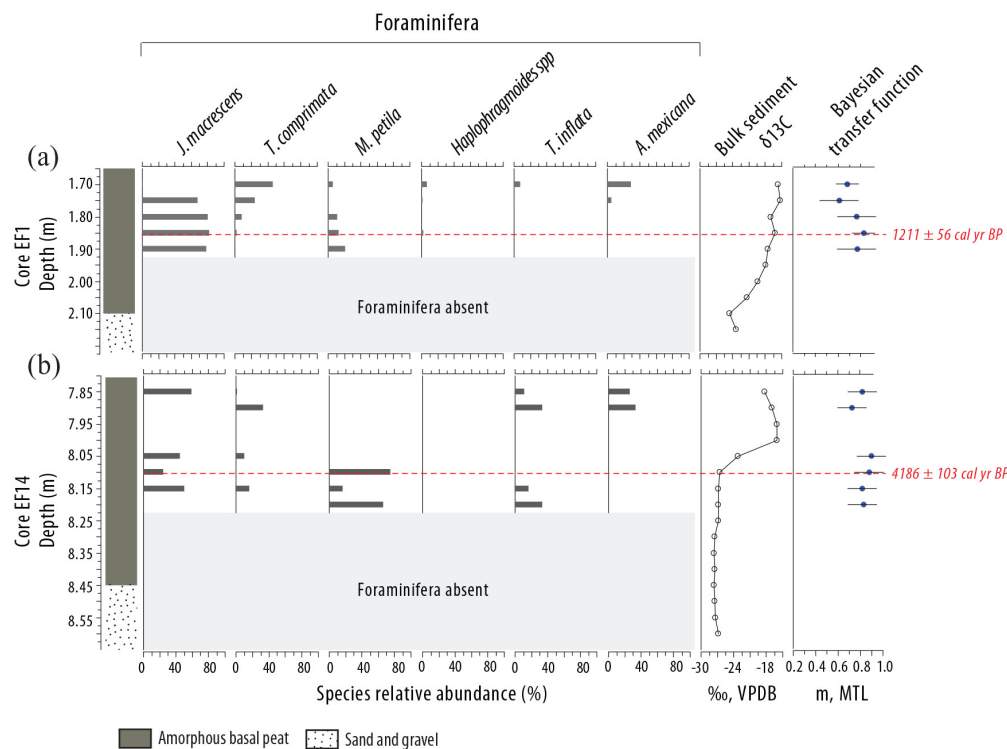 Foraminifera
J. macrescens
T. comprimata
M. petila
Haplophragmoides spp
T. inflata
A. mexicana
Bulk sediment
δ13C
Bayesian
transfer function
(a)
Core EF1
Depth (m)
1.70
1.80
1.90
2.00
2.10
1211 ± 56 cal yr BP
Foraminifera absent
(b)
Core EF14
Depth (m)
7.85
7.95
8.05
8.15
8.25
8.35
8.45
8.55
4186 ± 103 cal yr BP
Foraminifera absent
0 40 80 0 40 80 0 40 80 0 40 80 0 40 80 0 40 80 -30 -24 -18 0.2 0.6 1.0
Species relative abundance (%)
‰, VPDB
m, MTL
Amorphous basal peat
Sand and gravel